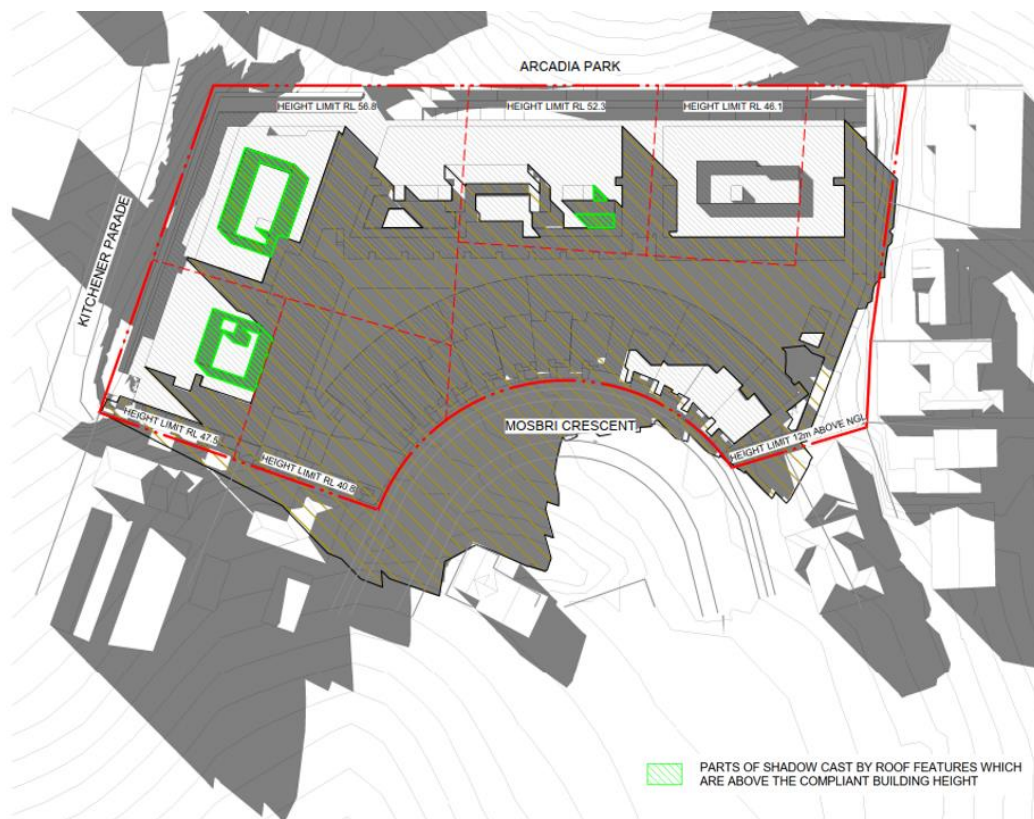 ARCADIA PARK
HEIGHT LIMIT RL 56.8
HEIGHT LIMIT RL 52.3
HEIGHT LIMIT RL 46.1
KITCHENER PARADE
HEIGHT LIMIT RL 47.5
HEIGHT LIMIT RL 40.8
MOSBRI CRESCENT
HEIGHT LIMIT 12m ABOVE NGL
PARTS OF SHADOW CAST BY ROOF FEATURES WHICH
ARE ABOVE THE COMPLIANT BUILDING HEIGHT